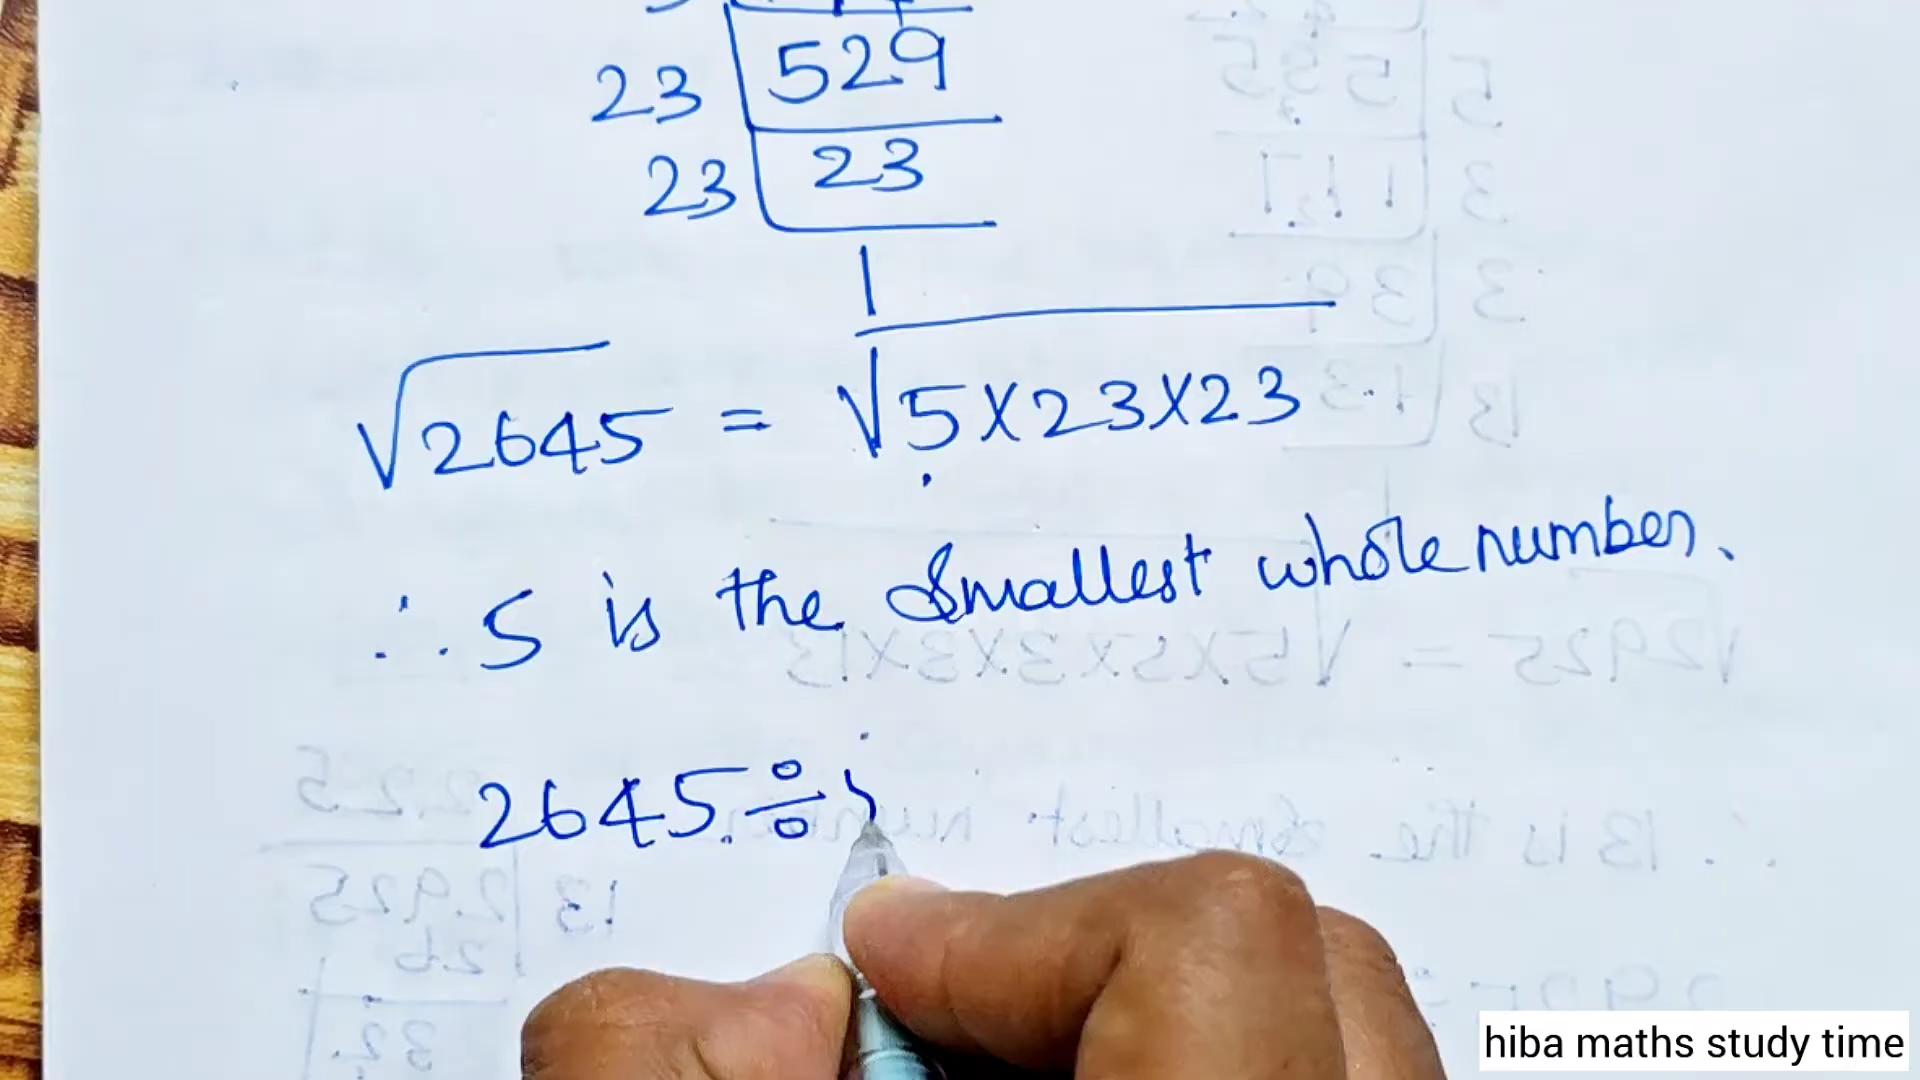 23 529
23 23
1
√2645 = √5×23×23
∴ 5 is the smallest whole number.
2645 ÷
hiba maths study time